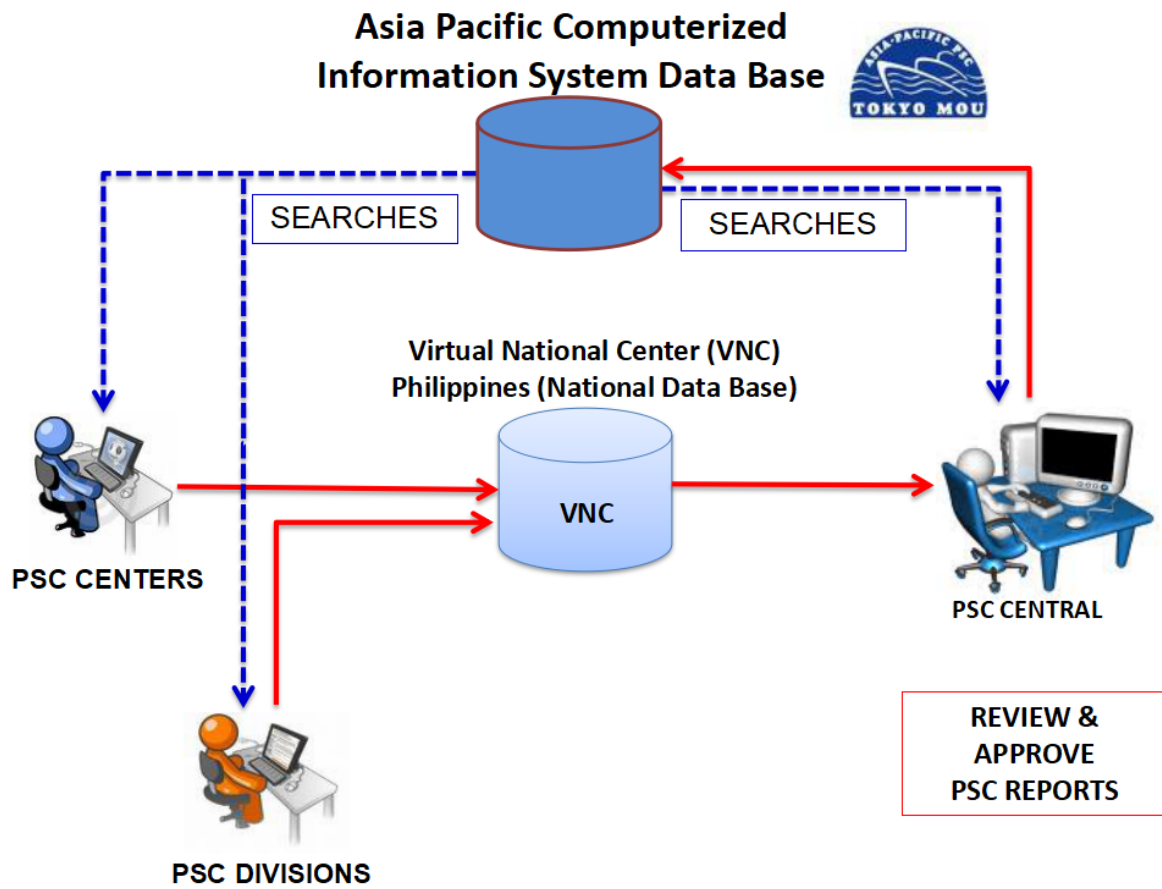 Asia Pacific Computerized
Information System Data Base
ASIA-PACIFIC PSC
TOKYO MOU
SEARCHES
SEARCHES
Virtual National Center (VNC)
Philippines (National Data Base)
VNC
PSC CENTERS
PSC CENTRAL
REVIEW &
APPROVE
PSC REPORTS
PSC DIVISIONS